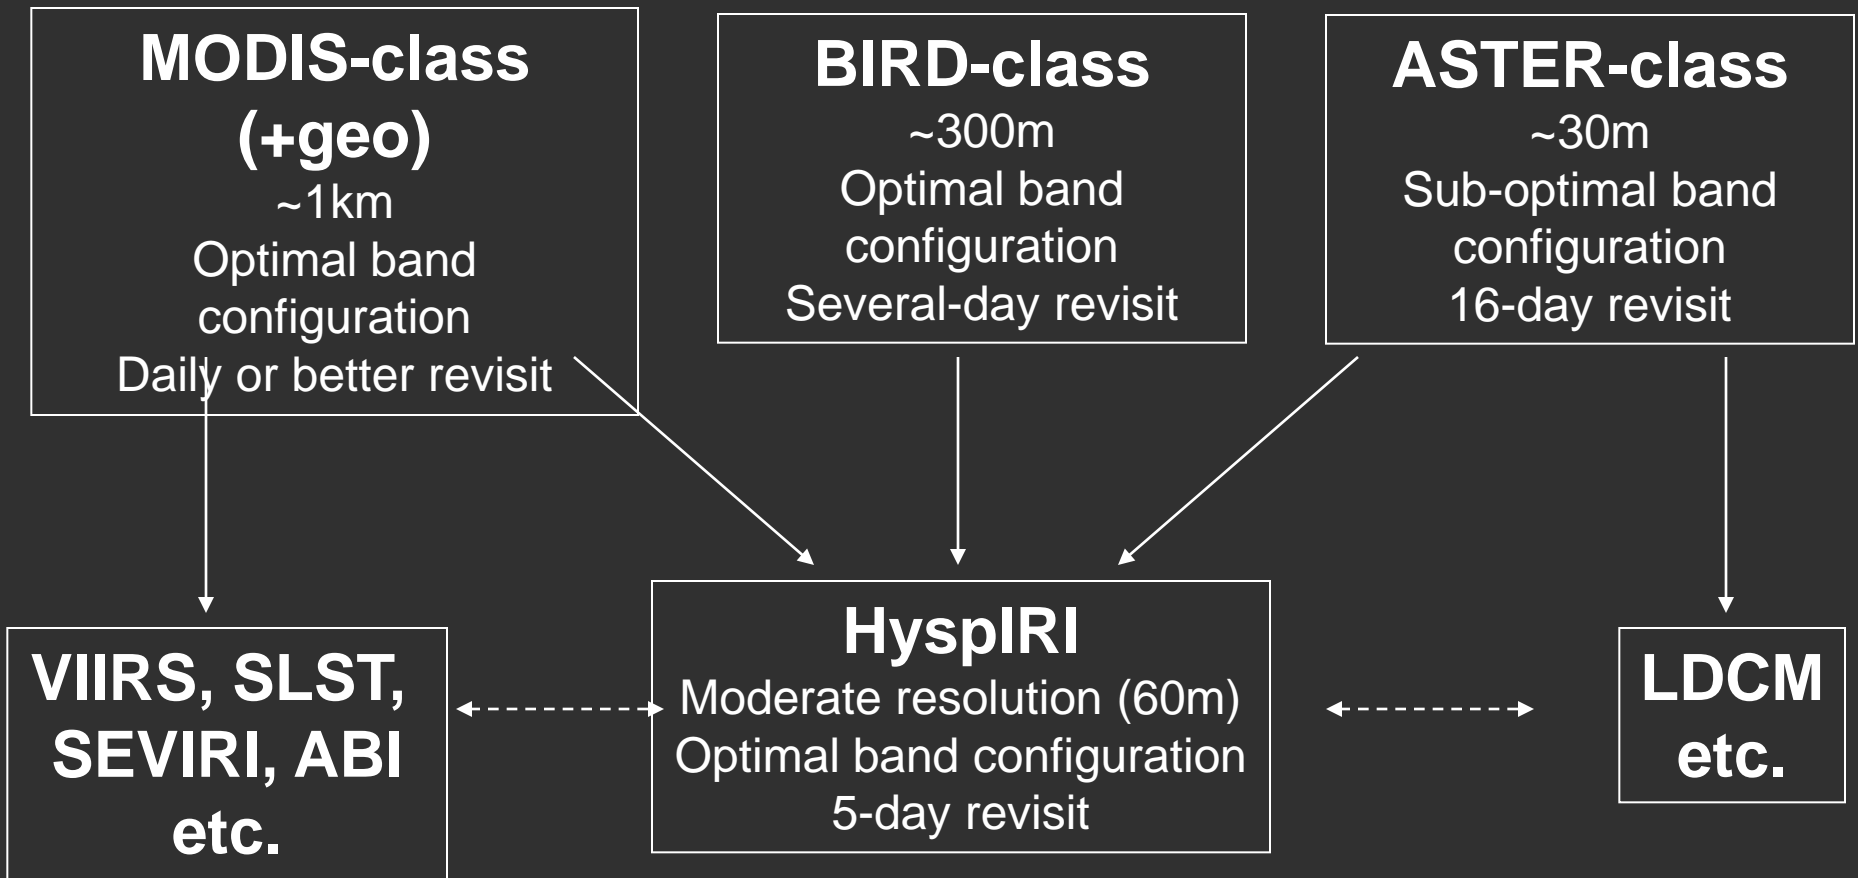 MODIS-class
(+geo)
~1km
Optimal band
configuration
Daily or better revisit
BIRD-class
~300m
Optimal band
configuration
Several-day revisit
ASTER-class
~30m
Sub-optimal band
configuration
16-day revisit
VIIRS, SLST,
SEVIRI, ABI
etc.
HyspIRI
Moderate resolution (60m)
Optimal band configuration
5-day revisit
LDCM
etc.